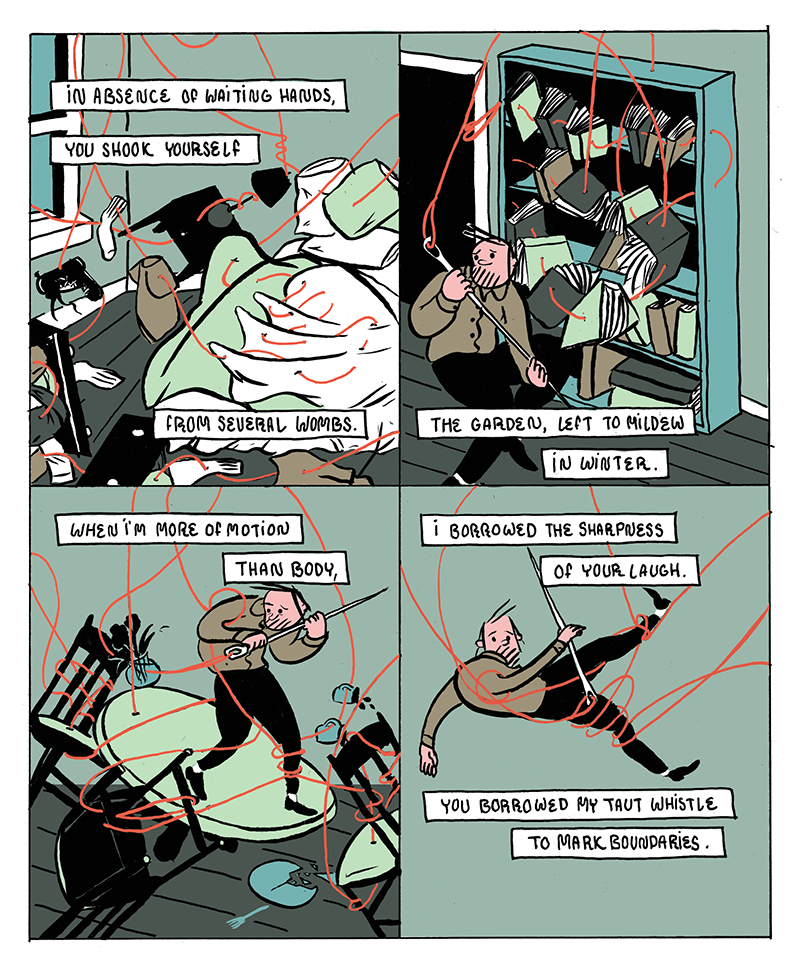 IN ABSENCE OF WAITING HANDS,
YOU SHOOK YOURSELF
FROM SEVERAL WOMBS.
THE GARDEN, LEFT TO MILDEW
IN WINTER.
WHEN I'M MORE OF MOTION
THAN BODY,
I BORROWED THE SHARPNESS
OF YOUR LAUGH.
YOU BORROWED MY TAUT WHISTLE
TO MARK BOUNDARIES.